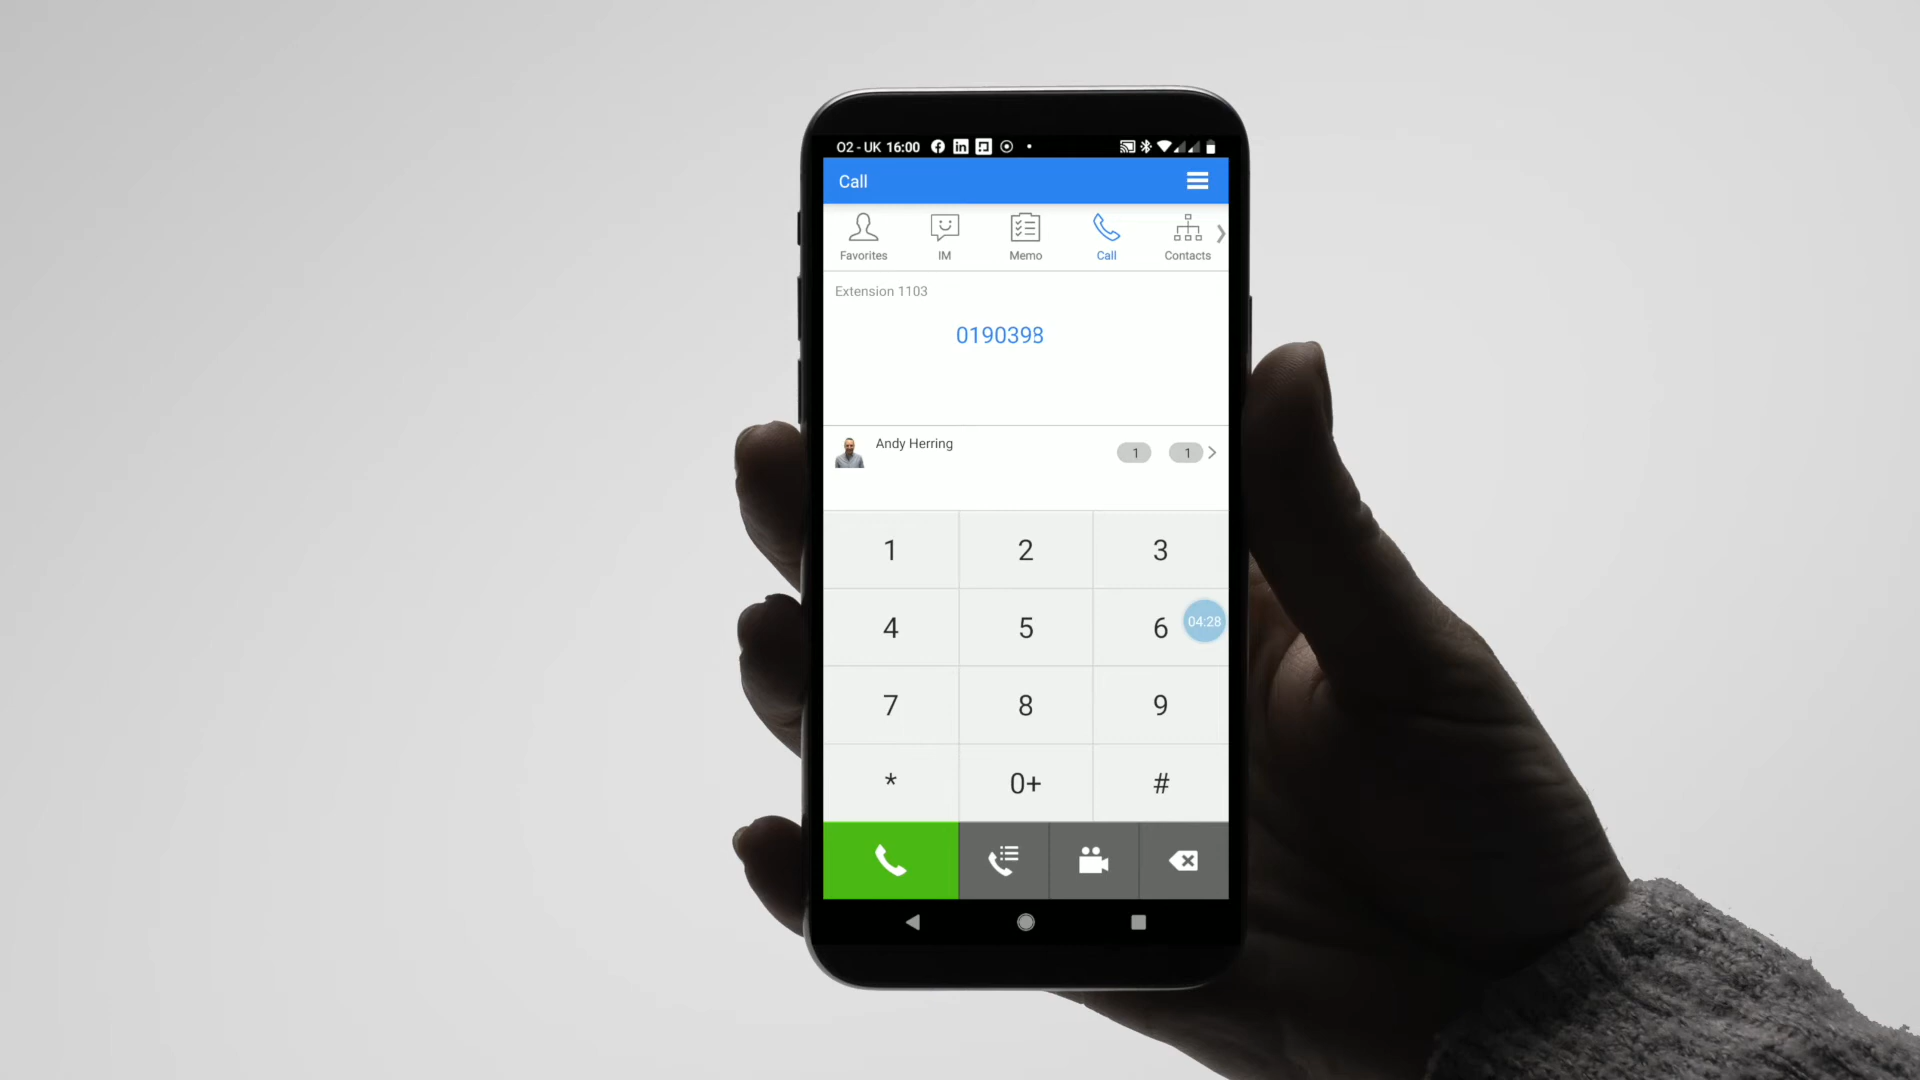 O2 - UK 16:00
Call
Favorites IM Memo Call Contacts
Extension 1103
0190398
Andy Herring 1 1
1 2 3
4 5 6 04:28
7 8 9
* 0+ #